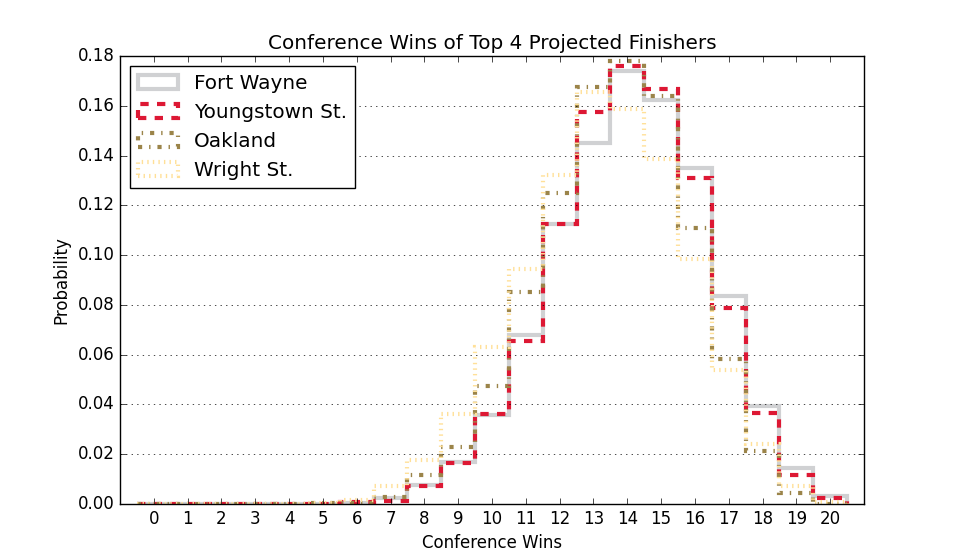 Conference Wins of Top 4 Projected Finishers
Fort Wayne
Youngstown St.
Oakland
Wright St.
0.18
0.16
0.14
0.12
0.10
0.08
0.06
0.04
0.02
0.00
Probability
0 1 2 3 4 5 6 7 8 9 10 11 12 13 14 15 16 17 18 19 20
Conference Wins